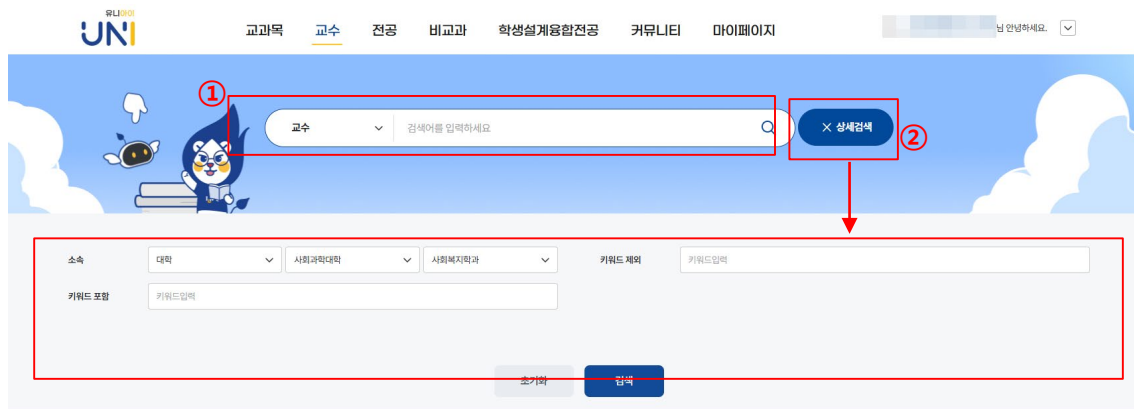 유니아이
UNI
교과목 교수 전공 비교과 학생설계융합전공 커뮤니티 마이페이지 님 안녕하세요.
① 교수 검색어를 입력하세요 × 상세검색 ②
소속 대학 사회과학대학 사회복지학과 키워드 제외 키워드입력
키워드 포함 키워드입력
초기화 검색